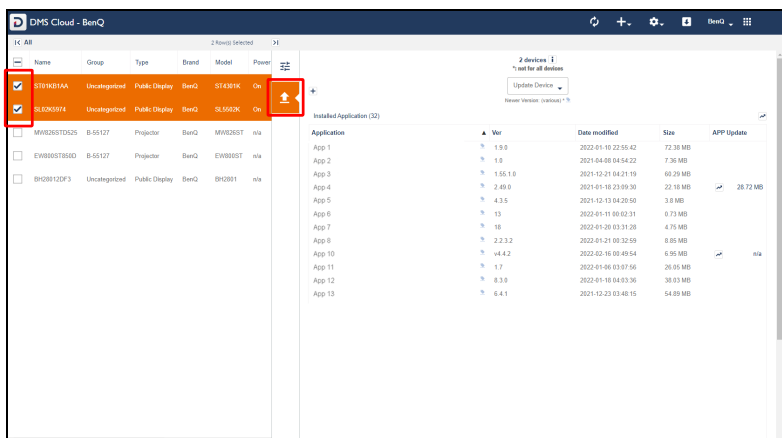 DMS Cloud - BenQ
BenQ
All
2 Row(s) Selected
Name Group Type Brand Model Power
ST01KB1AA Uncategorized Public Display BenQ ST4301K On
SL02K5974 Uncategorized Public Display BenQ SL5502K On
MW826STD525 B-55127 Projector BenQ MW826ST n/a
EW800ST850D B-55127 Projector BenQ EW800ST n/a
BH28012DF3 Uncategorized Public Display BenQ BH2801 n/a
2 devices i
*: not for all devices
Update Device
Newer Version: (various) *
Installed Application (32)
Application Ver Date modified Size APP Update
App 1 1.9.0 2022-01-10 22:55:42 72.38 MB
App 2 1.0 2021-04-08 04:54:22 7.36 MB
App 3 1.55.1.0 2021-12-21 04:21:19 60.29 MB
App 4 2.49.0 2021-01-18 23:09:30 22.18 MB 28.72 MB
App 5 4.3.5 2021-12-13 04:20:50 3.8 MB
App 6 13 2022-01-11 00:02:31 0.73 MB
App 7 18 2022-01-20 03:31:28 4.75 MB
App 8 2.2.3.2 2022-01-21 00:32:59 8.85 MB
App 10 v4.4.2 2022-02-16 00:49:54 6.95 MB n/a
App 11 1.7 2022-01-06 03:07:56 26.05 MB
App 12 8.3.0 2022-01-18 04:03:36 38.03 MB
App 13 6.4.1 2021-12-23 03:48:15 54.89 MB